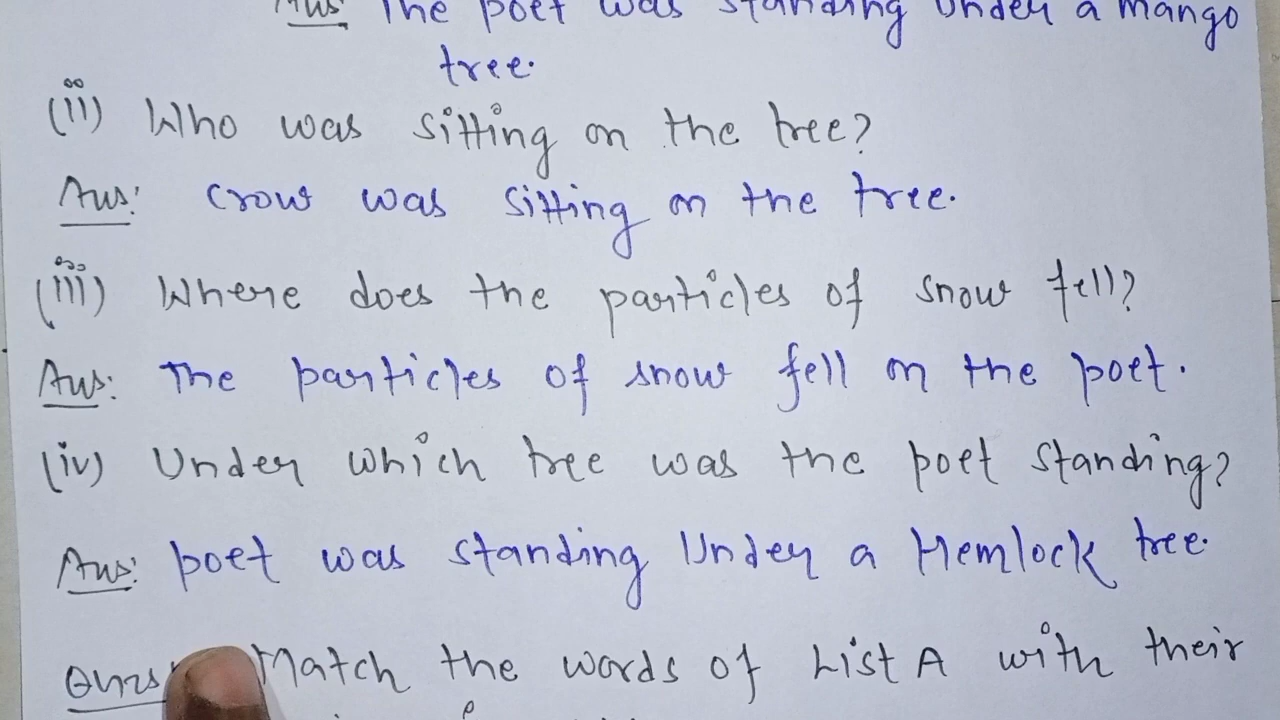 Ans: The poet was standing under a mango
tree.
(ii) Who was sitting on the tree?
Ans: Crow was sitting on the tree.
(iii) Where does the particles of snow fell?
Ans: The particles of snow fell on the poet.
(iv) Under which tree was the poet standing?
Ans: poet was standing Under a Hemlock tree.
Match the words of List A with their